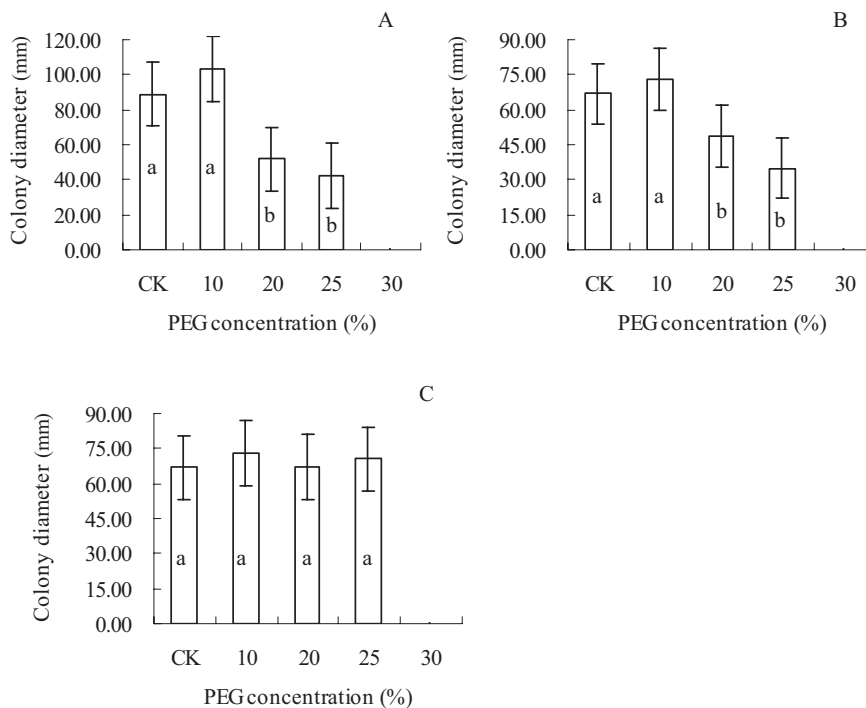 A
Colony diameter (mm)
120.00
100.00
80.00
60.00
40.00
20.00
0.00
a
a
b
b
CK 10 20 25 30
PEG concentration (%)
B
Colony diameter (mm)
90.00
75.00
60.00
45.00
30.00
15.00
0.00
a
a
b
b
CK 10 20 25 30
PEG concentration (%)
C
Colony diameter (mm)
90.00
75.00
60.00
45.00
30.00
15.00
0.00
a a a a
CK 10 20 25 30
PEG concentration (%)